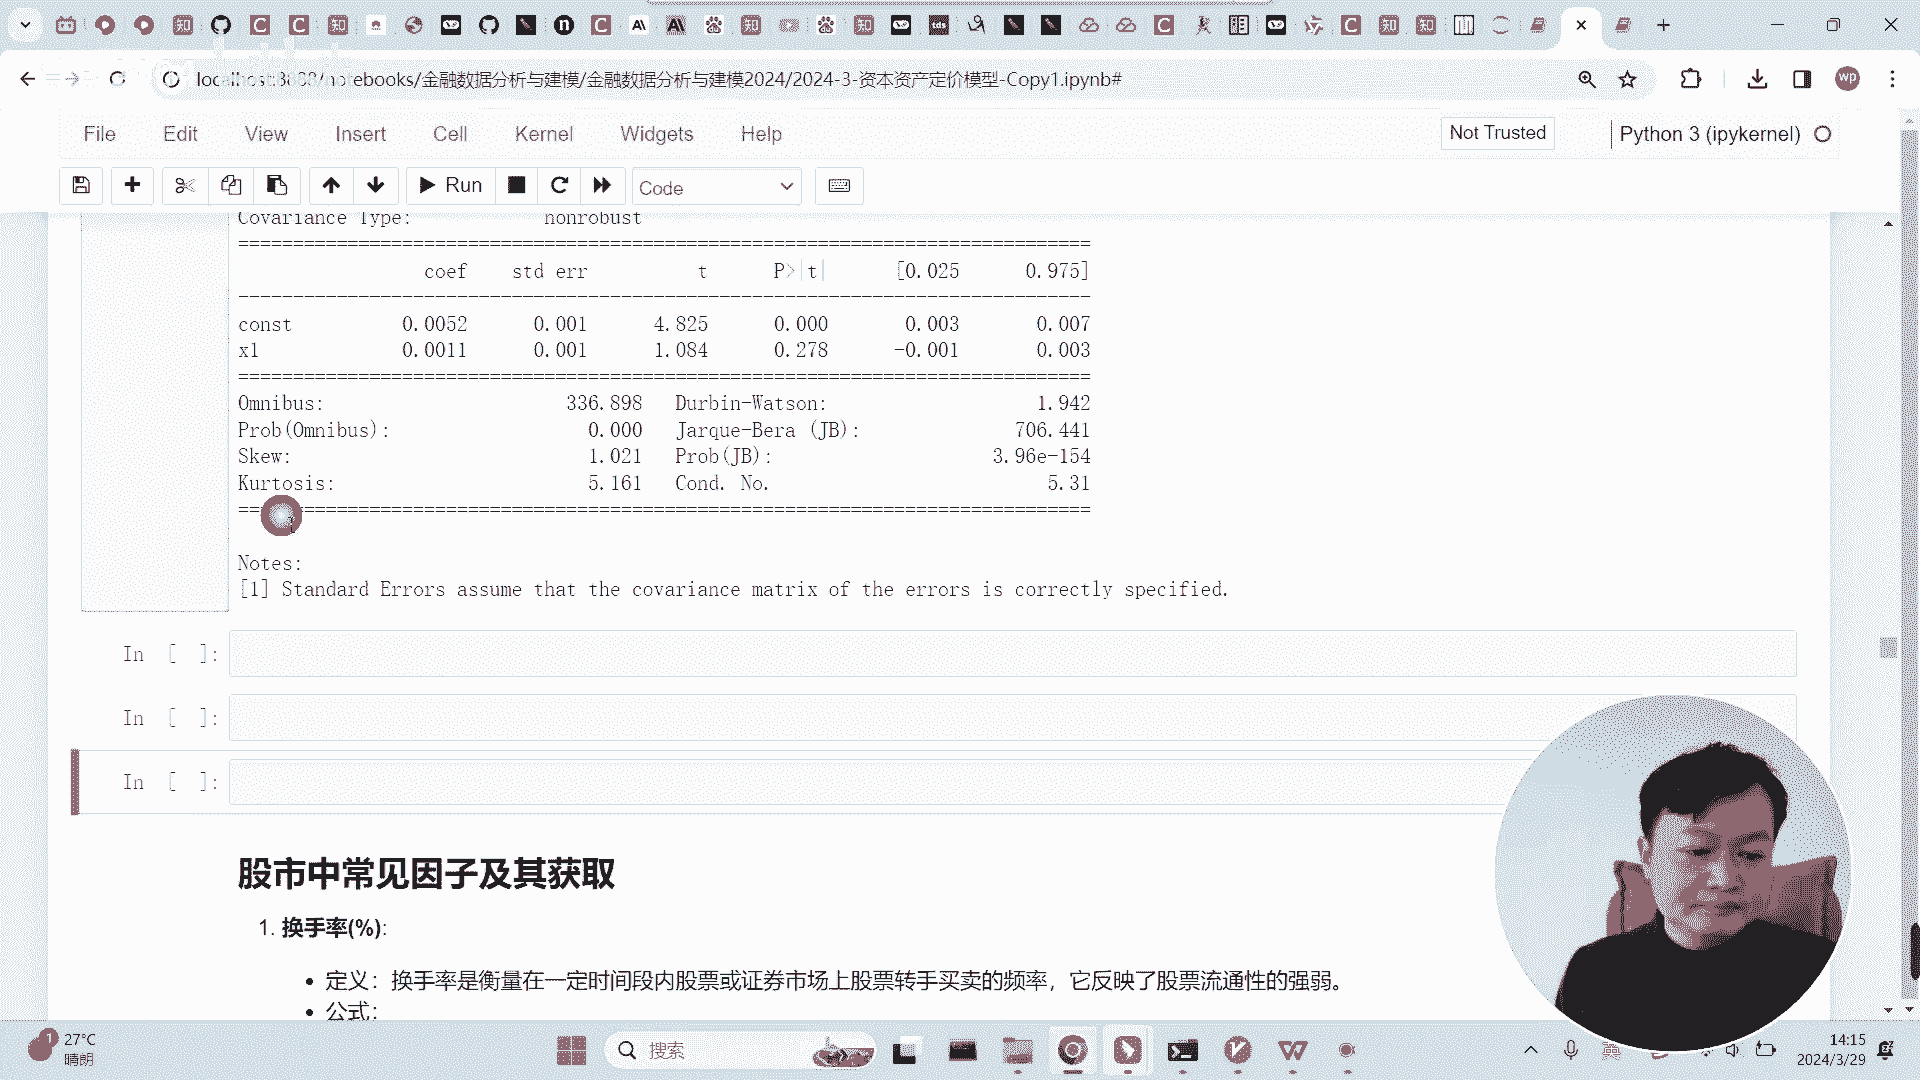 localhost:8888/notebooks/金融数据分析与建模/金融数据分析与建模2024/2024-3-资本资产定价模型-Copy1.ipynb#
wp
File Edit View Insert Cell Kernel Widgets Help
Not Trusted
Python 3 (ipykernel)
Run
Code
Covariance Type: nonrobust
==============================================================================
coef std err t P>|t| [0.025 0.975]
------------------------------------------------------------------------------
const 0.0052 0.001 4.825 0.000 0.003 0.007
x1 0.0011 0.001 1.084 0.278 -0.001 0.003
==============================================================================
Omnibus: 336.898 Durbin-Watson: 1.942
Prob(Omnibus): 0.000 Jarque-Bera (JB): 706.441
Skew: 1.021 Prob(JB): 3.96e-154
Kurtosis: 5.161 Cond. No. 5.31
==============================================================================
Notes:
[1] Standard Errors assume that the covariance matrix of the errors is correctly specified.
In [ ]:
In [ ]:
In [ ]:
股市中常见因子及其获取
1. 换手率(%):
• 定义：换手率是衡量在一定时间段内股票或证券市场上股票转手买卖的频率，它反映了股票流通性的强弱。
• 公式：
1
27°C
晴朗
搜索
英
14:15
2024/3/29